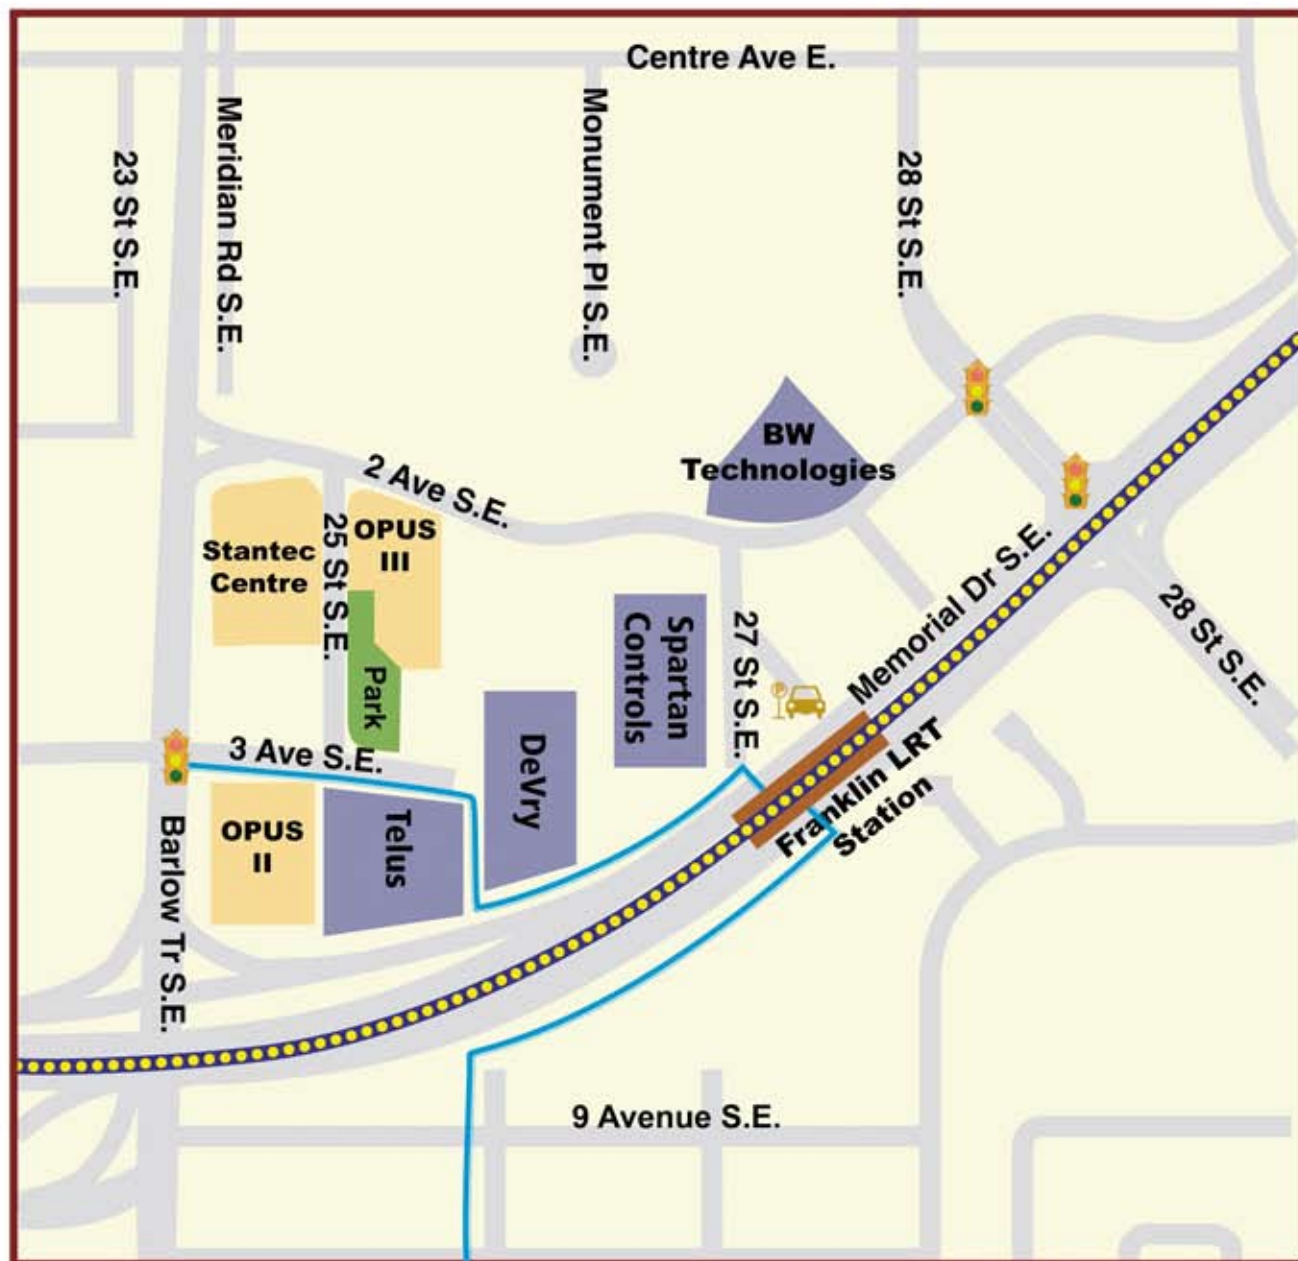 Centre Ave E.
23 St S.E.
Meridian Rd S.E.
Monument Pl S.E.
28 St S.E.
BW
Technologies
2 Ave S.E.
Stantec
Centre
25 St S.E.
OPUS
III
Park
Spartan
Controls
27 St S.E.
P
Memorial Dr S.E.
28 St S.E.
3 Ave S.E.
DeVry
Franklin LRT
Station
OPUS
II
Telus
Barlow Tr S.E.
9 Avenue S.E.